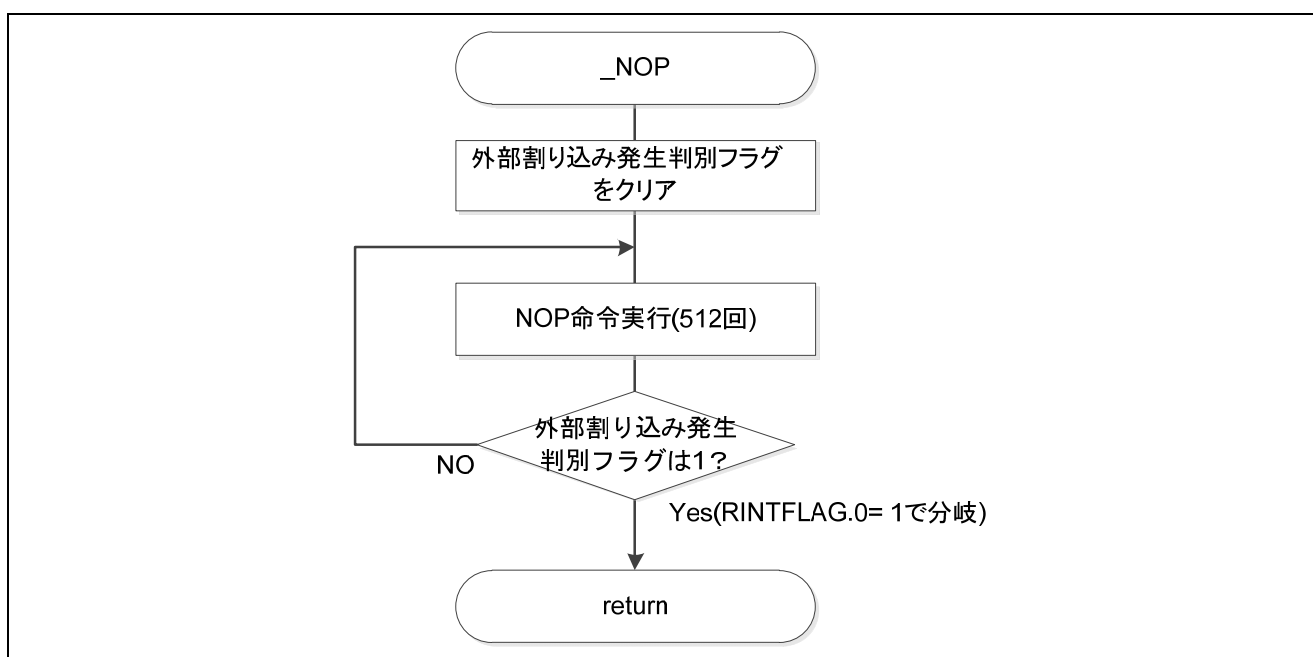 _NOP
外部割り込み発生判別フラグ
をクリア
NOP命令実行(512回)
外部割り込み発生
判別フラグは1？
NO
Yes(RINTFLAG.0= 1で分岐)
return